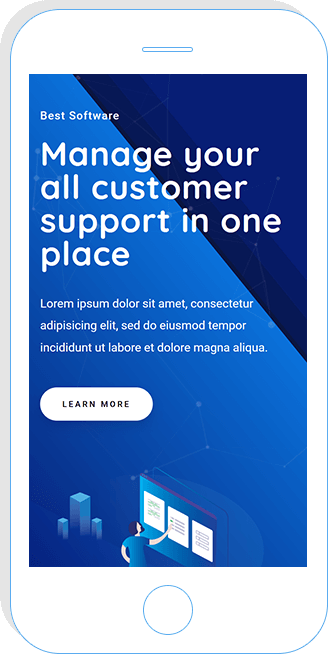 Best Software
Manage your
all customer
support in one
place
Lorem ipsum dolor sit amet, consectetur
adipisicing elit, sed do eiusmod tempor
incididunt ut labore et dolore magna aliqua.
LEARN MORE